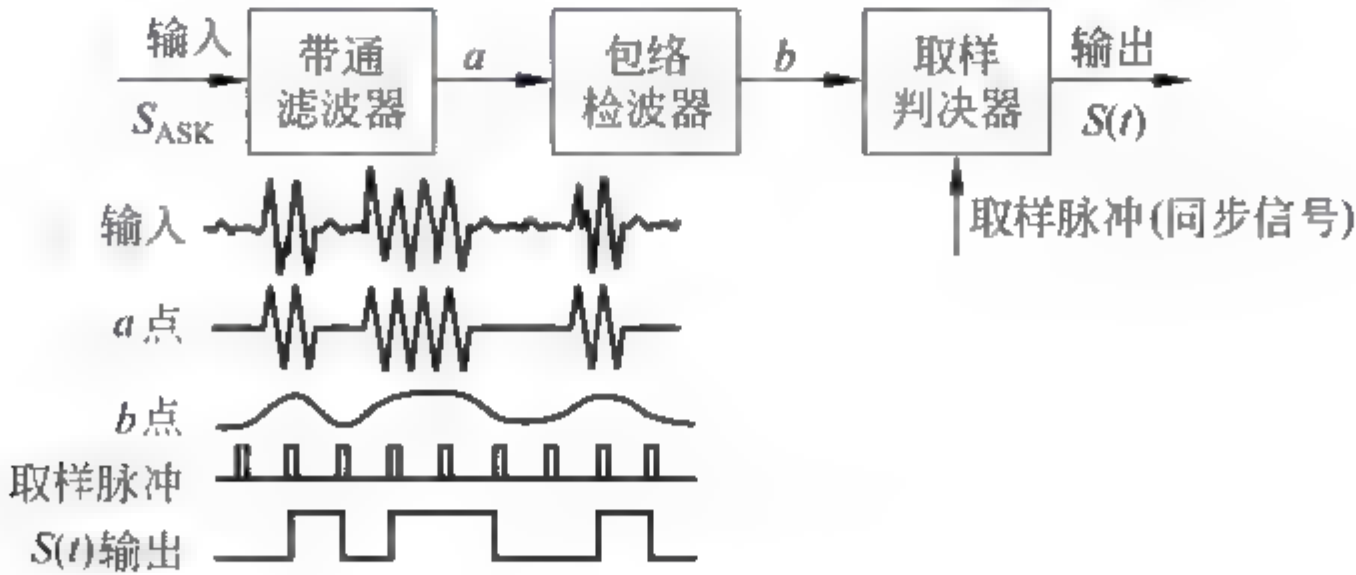 输入
S_ASK
带通
滤波器
a
包络
检波器
b
取样
判决器
输出
S(t)
取样脉冲(同步信号)
输入
a点
b点
取样脉冲
S(t)输出